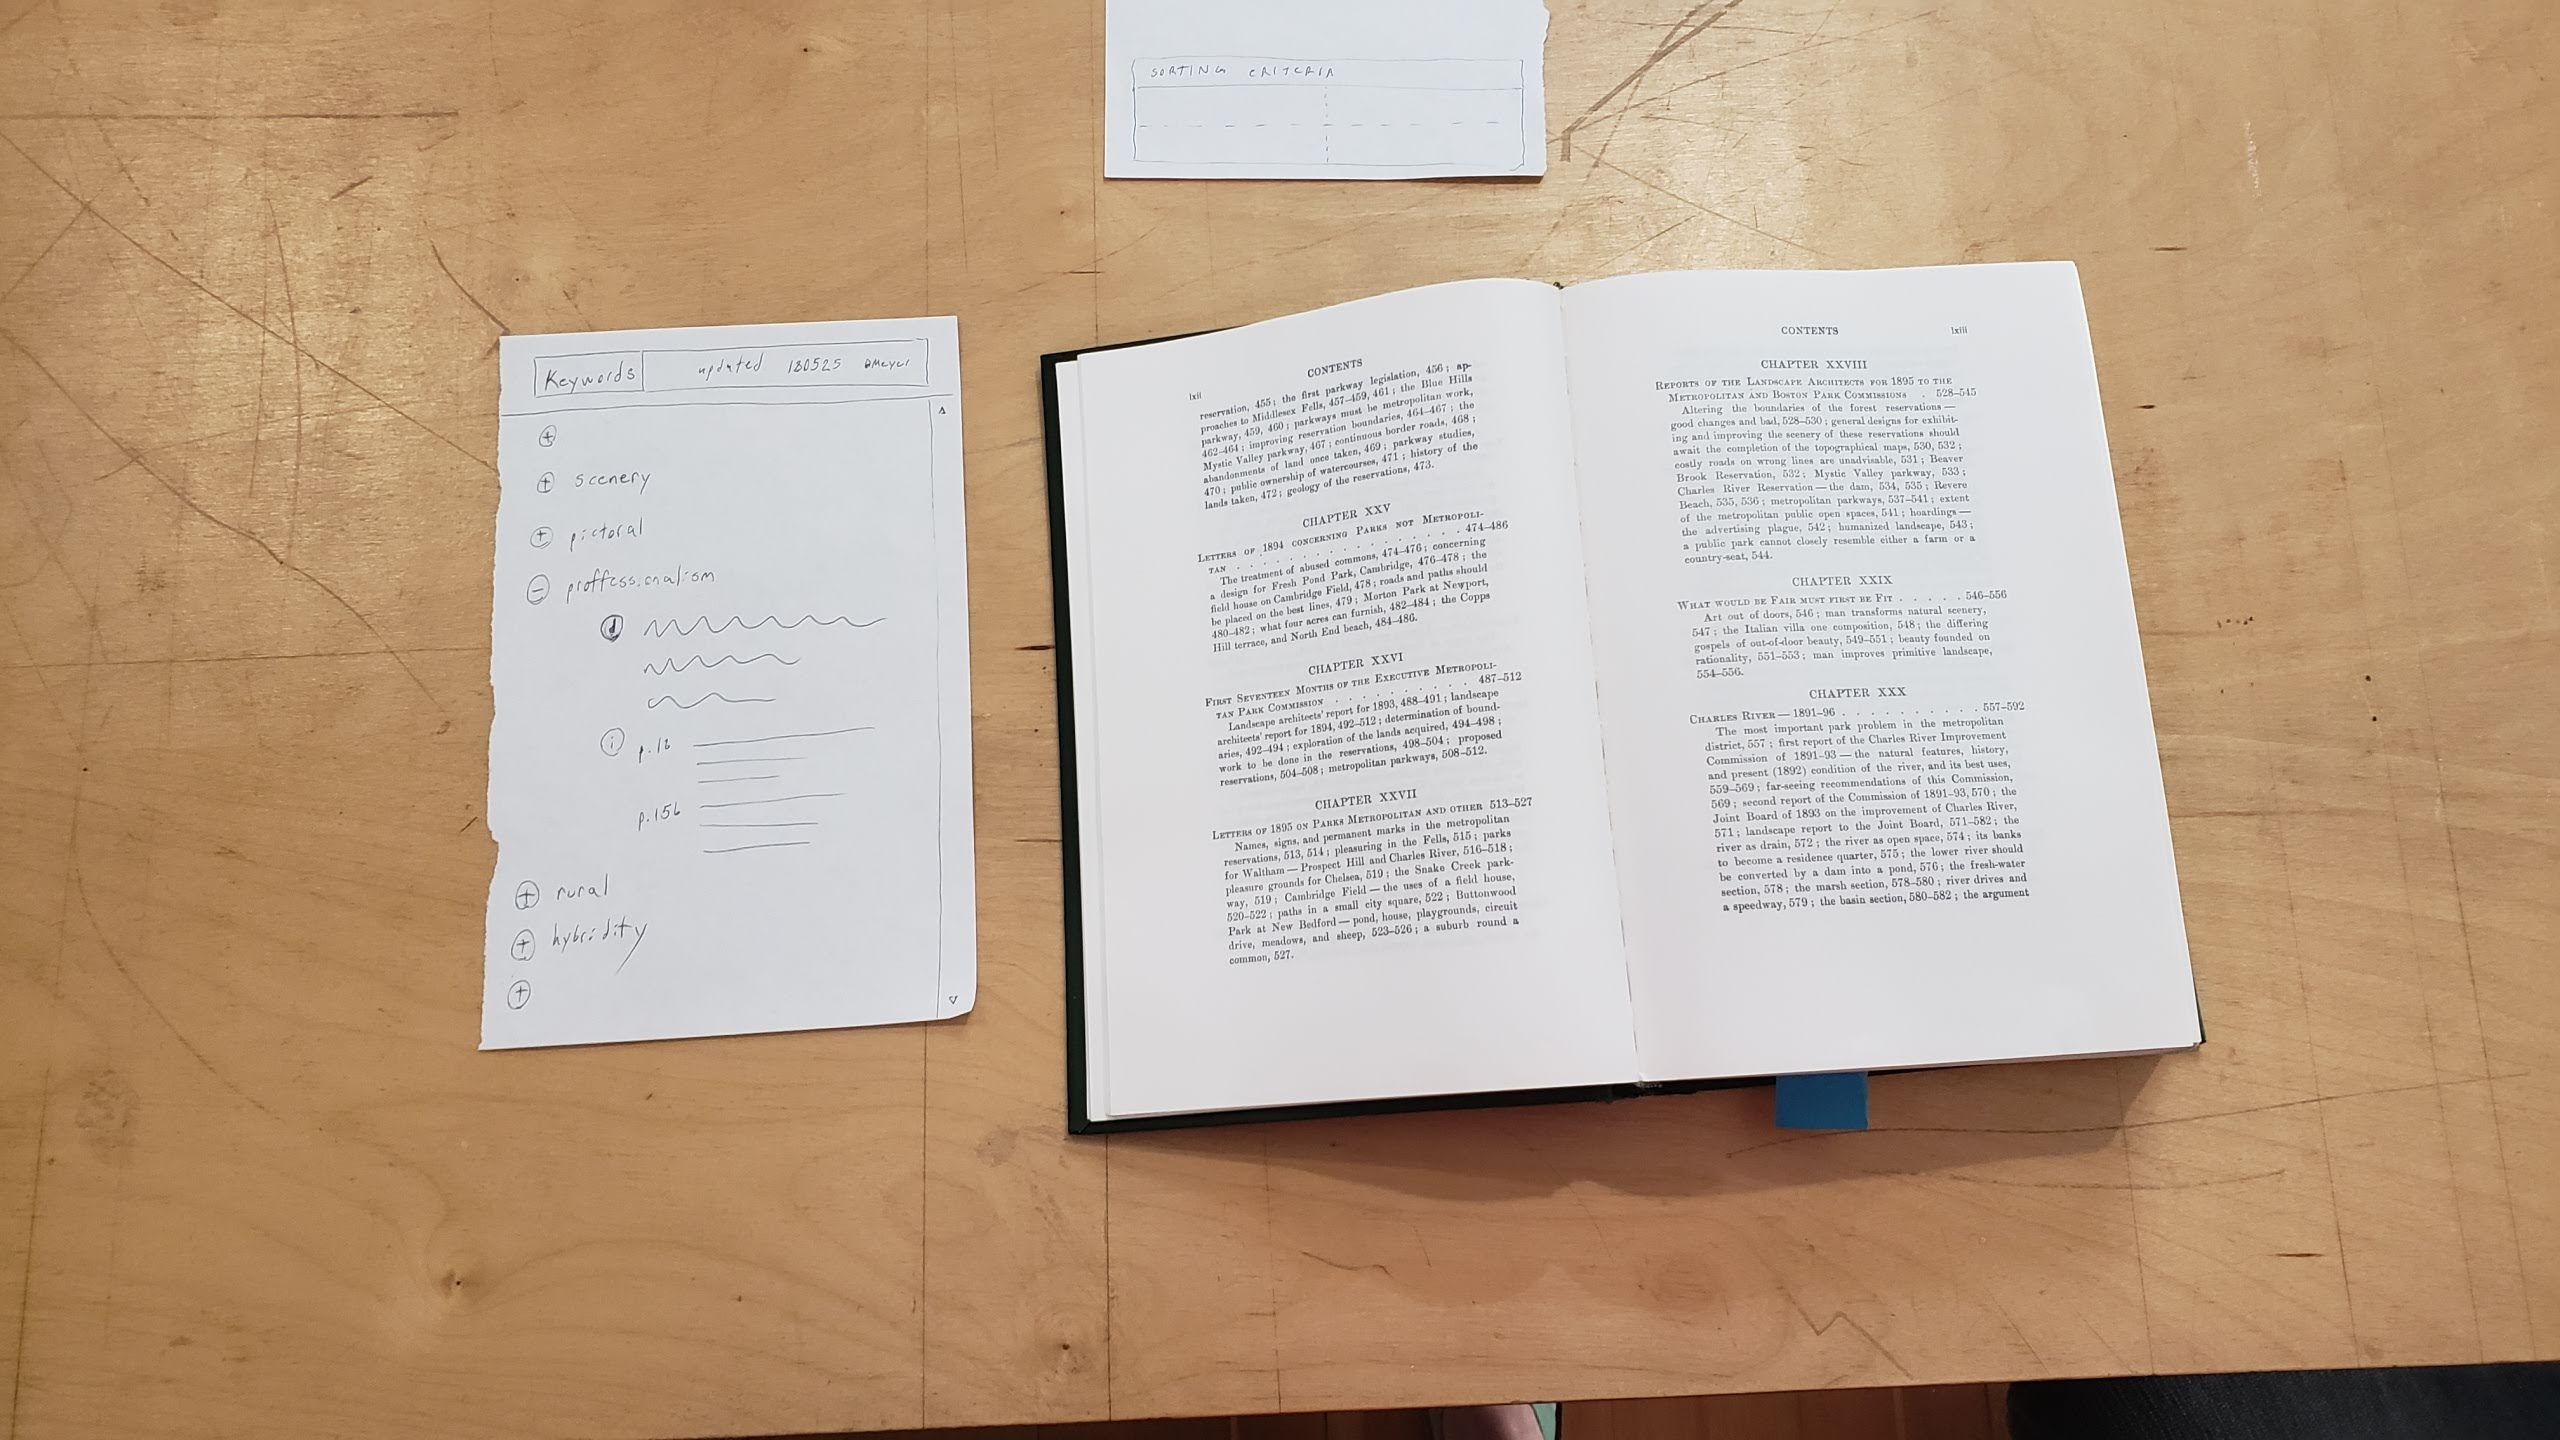 SORTING CRITERIA
Keywords
updated 180525 BMeyer
+
+ scenery
+ pictoral
- proffessionalism
d
i p.18
p.156
+ rural
+ hybridity
+
lxii
CONTENTS
reservation, 455; the first parkway legislation, 456; ap-
proaches to Middlesex Fells, 457–459, 461; the Blue Hills
parkway, 459, 460; parkways must be metropolitan work,
462–464; improving reservation boundaries, 464–467; the
Mystic Valley parkway, 467; continuous border roads, 468;
abandonments of land once taken, 469; parkway studies,
470; public ownership of watercourses, 471; history of the
lands taken, 472; geology of the reservations, 473.
CHAPTER XXV
LETTERS OF 1894 CONCERNING PARKS NOT METROPOLI-
TAN . . . . . . . . . . . . . . . 474–486
The treatment of abused commons, 474–476; concerning
a design for Fresh Pond Park, Cambridge, 476–478; the
field house on Cambridge Field, 478; roads and paths should
be placed on the best lines, 479; Morton Park at Newport,
480–482; what four acres can furnish, 482–484; the Copps
Hill terrace, and North End beach, 484–486.
CHAPTER XXVI
FIRST SEVENTEEN MONTHS OF THE EXECUTIVE METROPOLI-
TAN PARK COMMISSION . . . . . . . . . 487–512
Landscape architects' report for 1893, 488–491; landscape
architects' report for 1894, 492–512; determination of bound-
aries, 492–494; exploration of the lands acquired, 494–498;
work to be done in the reservations, 498–504; proposed
reservations, 504–508; metropolitan parkways, 508–512.
CHAPTER XXVII
LETTERS OF 1895 ON PARKS METROPOLITAN AND OTHER 513–527
Names, signs, and permanent marks in the metropolitan
reservations, 513, 514; pleasuring in the Fells, 515; parks
for Waltham — Prospect Hill and Charles River, 516–518;
pleasure grounds for Chelsea, 519; the Snake Creek park-
way, 519; Cambridge Field — the uses of a field house,
520–522; paths in a small city square, 522; Buttonwood
Park at New Bedford — pond, house, playgrounds, circuit
drive, meadows, and sheep, 523–526; a suburb round a
common, 527.
CONTENTS lxiii
CHAPTER XXVIII
REPORTS OF THE LANDSCAPE ARCHITECTS FOR 1895 TO THE
METROPOLITAN AND BOSTON PARK COMMISSIONS . 528–545
Altering the boundaries of the forest reservations —
good changes and bad, 528–530; general designs for exhibit-
ing and improving the scenery of these reservations should
await the completion of the topographical maps, 530, 532;
costly roads on wrong lines are unadvisable, 531; Beaver
Brook Reservation, 532; Mystic Valley parkway, 533;
Charles River Reservation — the dam, 534, 535; Revere
Beach, 535, 536; metropolitan parkways, 537–541; extent
of the metropolitan public open spaces, 541; hoardings —
the advertising plague, 542; humanized landscape, 543;
a public park cannot closely resemble either a farm or a
country-seat, 544.
CHAPTER XXIX
WHAT WOULD BE FAIR MUST FIRST BE FIT . . . . . 546–556
Art out of doors, 546; man transforms natural scenery,
547; the Italian villa one composition, 548; the differing
gospels of out-of-door beauty, 549–551; beauty founded on
rationality, 551–553; man improves primitive landscape,
554–556.
CHAPTER XXX
CHARLES RIVER — 1891–96 . . . . . . . . . . 557–592
The most important park problem in the metropolitan
district, 557; first report of the Charles River Improvement
Commission of 1891–93 — the natural features, history,
and present (1892) condition of the river, and its best uses,
559–569; far-seeing recommendations of this Commission,
569; second report of the Commission of 1891–93, 570; the
Joint Board of 1893 on the improvement of Charles River,
571; landscape report to the Joint Board, 571–582; the
river as drain, 572; the river as open space, 574; its banks
to become a residence quarter, 575; the lower river should
be converted by a dam into a pond, 576; the fresh-water
section, 578; the marsh section, 578–580; river drives and
a speedway, 579; the basin section, 580–582; the argument